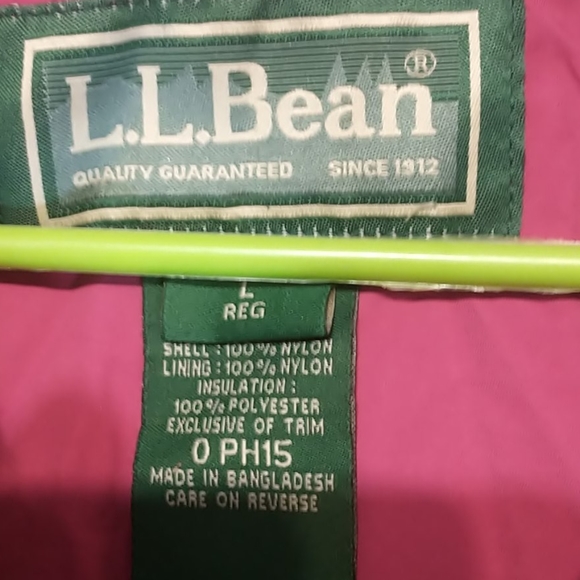 L.L.Bean®
QUALITY GUARANTEED SINCE 1912
L
REG
SHELL : 100% NYLON
LINING : 100% NYLON
INSULATION :
100% POLYESTER
EXCLUSIVE OF TRIM
0 PH15
MADE IN BANGLADESH
CARE ON REVERSE